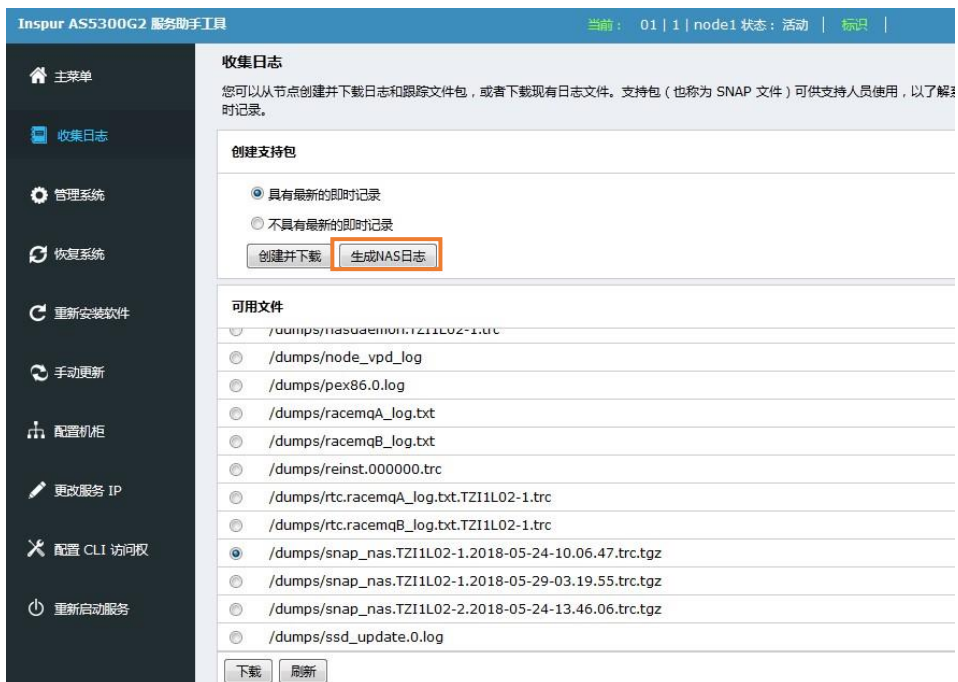 Inspur AS5300G2 服务助手工具
当前： 01 | 1 | node1 状态：活动 | 标识 |
主菜单
收集日志
管理系统
恢复系统
重新安装软件
手动更新
配置机柜
更改服务 IP
配置 CLI 访问权
重新启动服务
收集日志
您可以从节点创建并下载日志和跟踪文件包，或者下载现有日志文件。支持包（也称为 SNAP 文件）可供支持人员使用，以了解
时记录。
创建支持包
具有最新的即时记录
不具有最新的即时记录
创建并下载 生成NAS日志
可用文件
/dumps/nasdaemon.TZI1L02-1.trc
/dumps/node_vpd_log
/dumps/pex86.0.log
/dumps/racemqA_log.txt
/dumps/racemqB_log.txt
/dumps/reinst.000000.trc
/dumps/rtc.racemqA_log.txt.TZI1L02-1.trc
/dumps/rtc.racemqB_log.txt.TZI1L02-1.trc
/dumps/snap_nas.TZI1L02-1.2018-05-24-10.06.47.trc.tgz
/dumps/snap_nas.TZI1L02-1.2018-05-29-03.19.55.trc.tgz
/dumps/snap_nas.TZI1L02-2.2018-05-24-13.46.06.trc.tgz
/dumps/ssd_update.0.log
下载 刷新